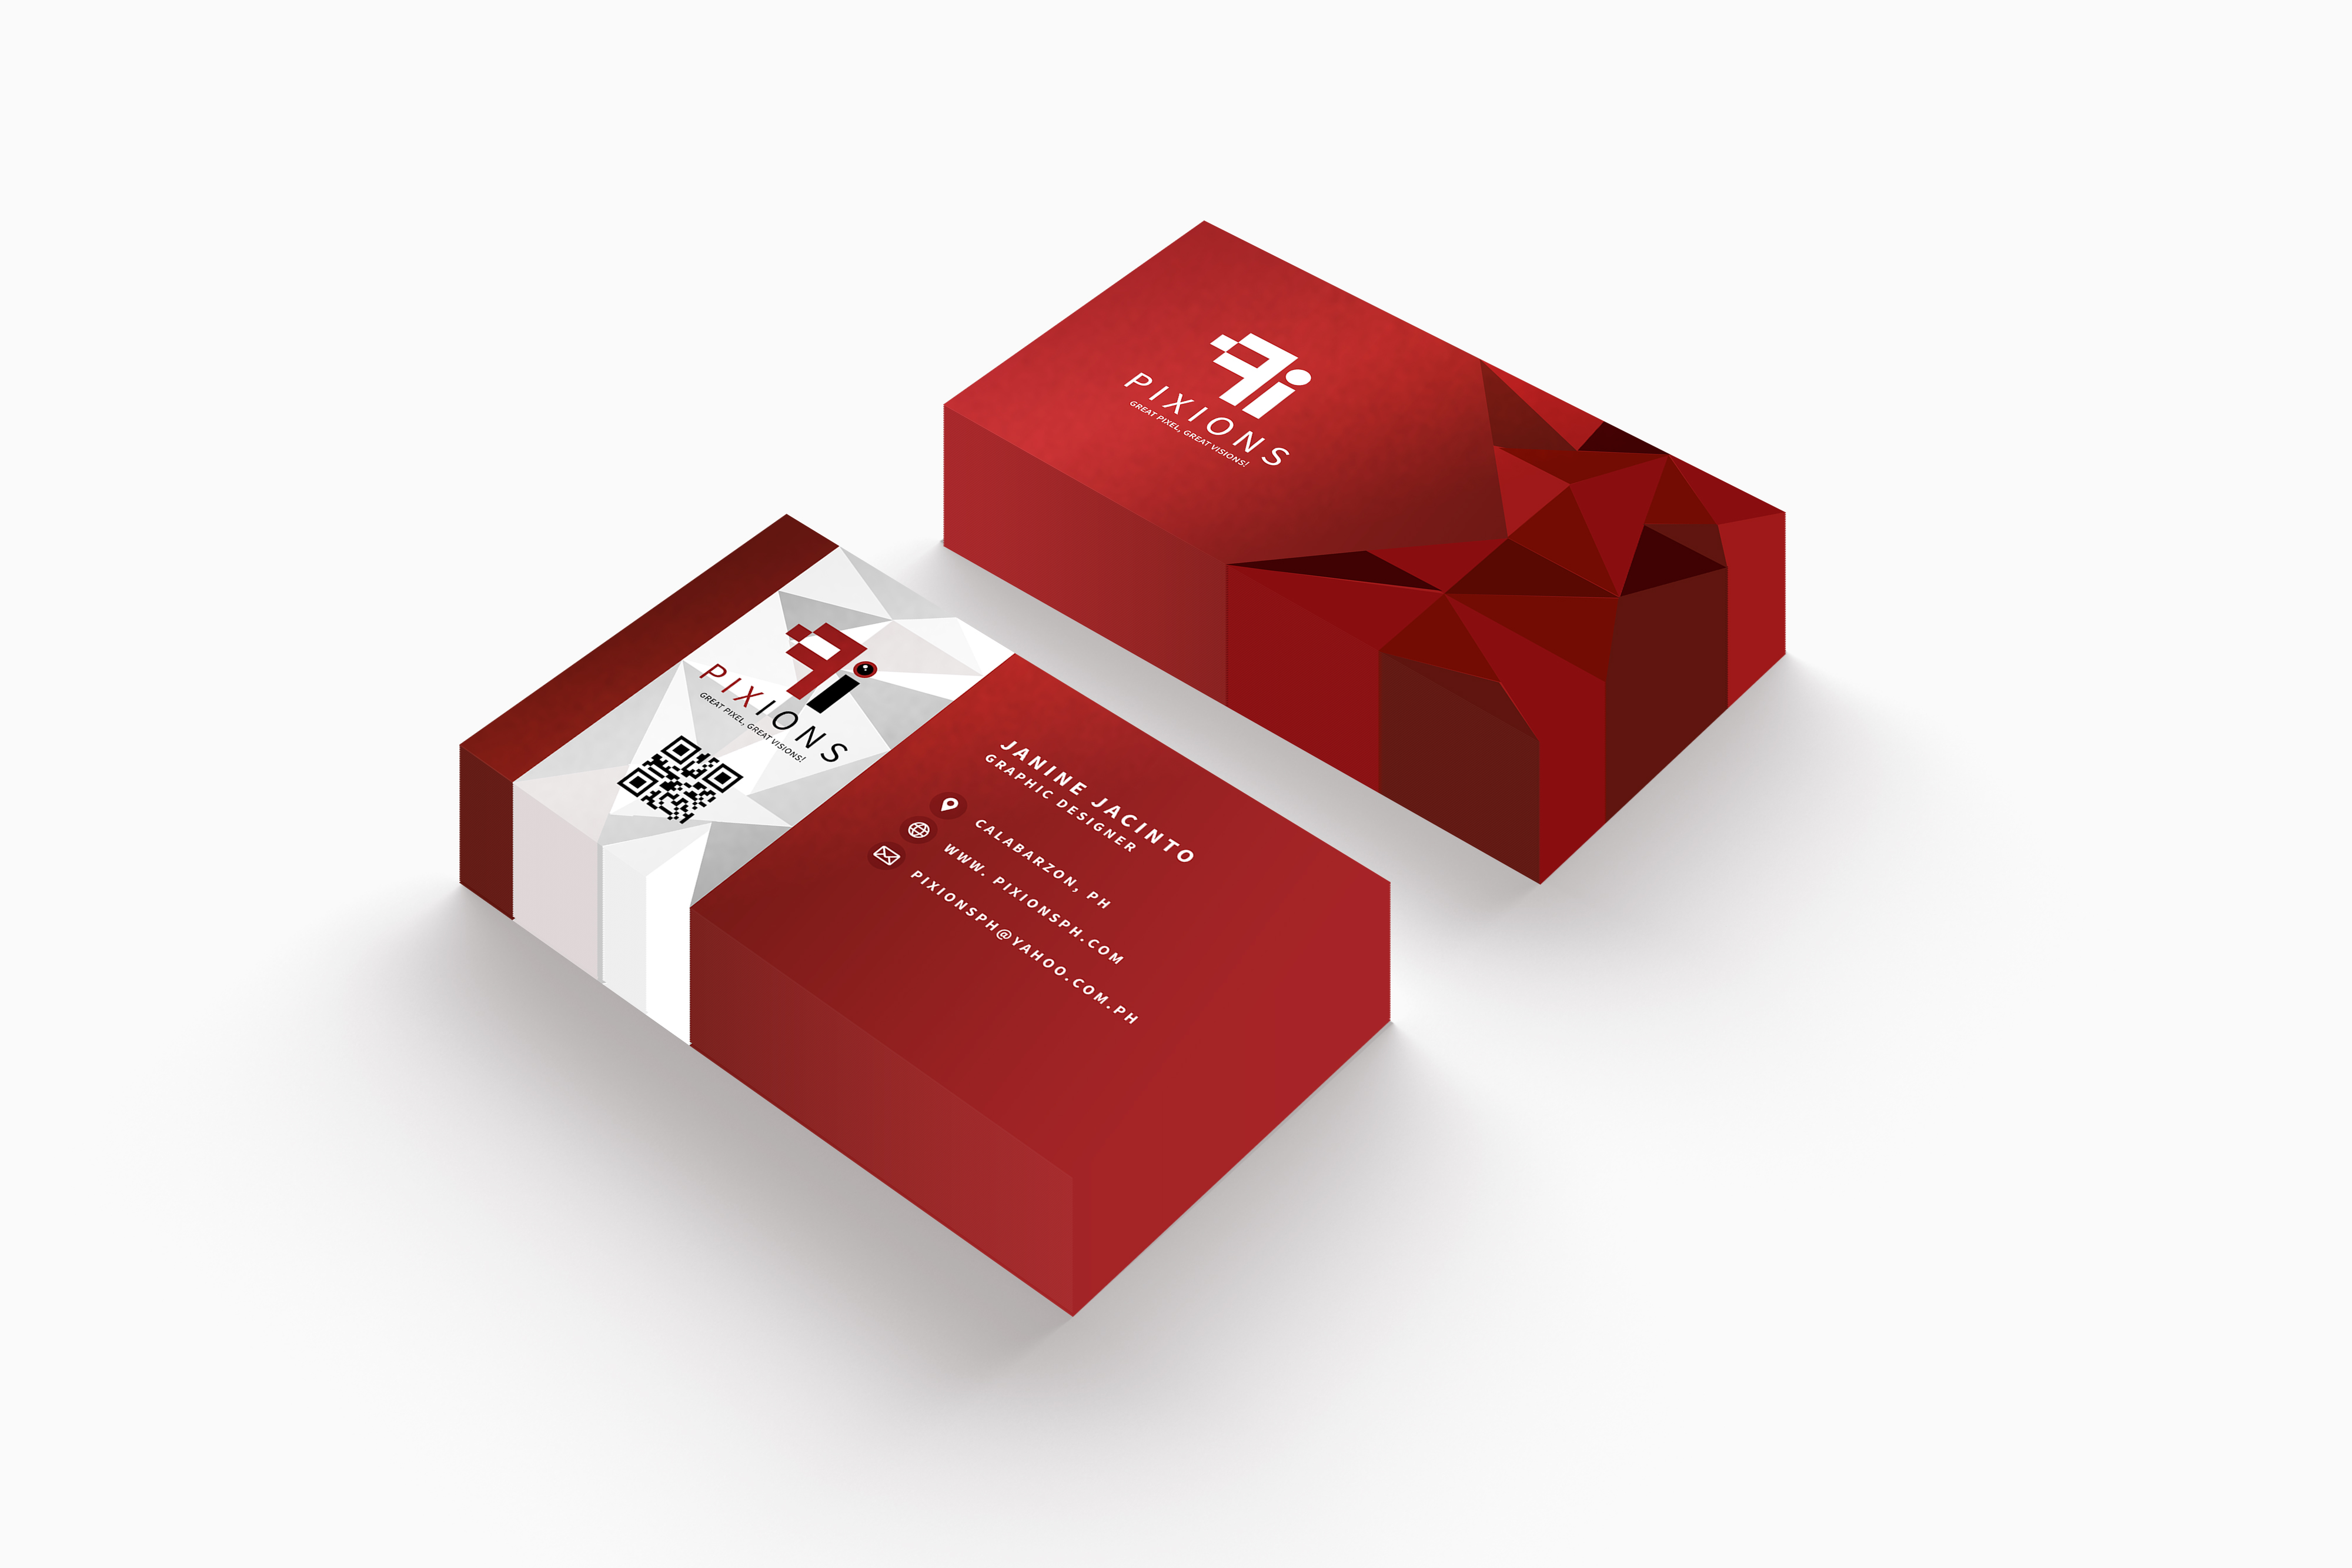 PIXIONS
GREAT PIXEL, GREAT VISIONS!
PIXIONS
GREAT PIXEL, GREAT VISIONS!
JANINE JACINTO
GRAPHIC DESIGNER
CALABARZON, PH
WWW. PIXIONSPH.COM
PIXIONSPH@YAHOO.COM.PH